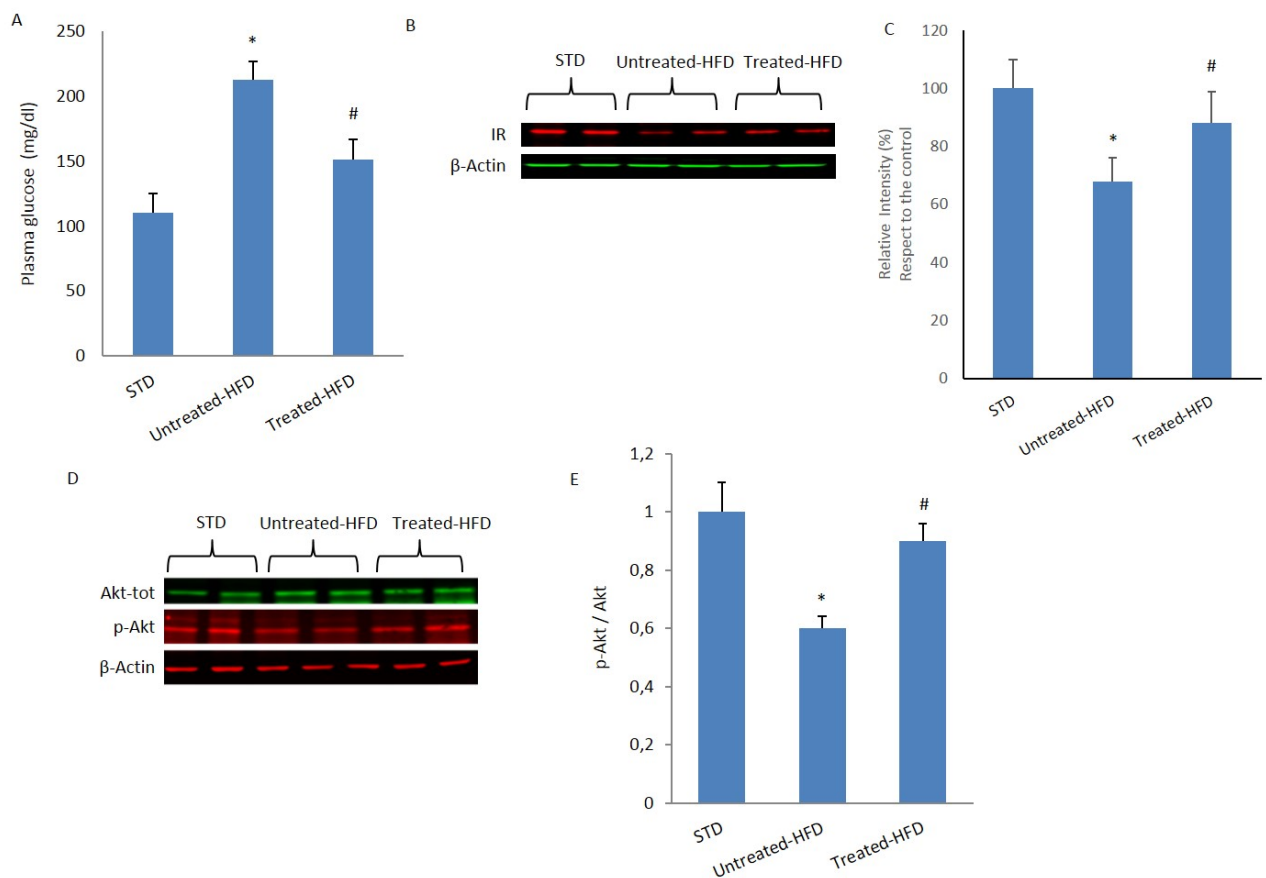 A
Plasma glucose (mg/dl)
250
*
200
#
150
100
50
0
STD
Untreated-HFD
Treated-HFD
B
STD
Untreated-HFD
Treated-HFD
IR
β-Actin
C
Relative Intensity (%)
Respect to the control
120
100
#
80
*
60
40
20
0
STD
Untreated-HFD
Treated-HFD
D
STD
Untreated-HFD
Treated-HFD
Akt-tot
p-Akt
β-Actin
E
p-Akt / Akt
1,2
1
#
0,8
*
0,6
0,4
0,2
0
STD
Untreated-HFD
Treated-HFD